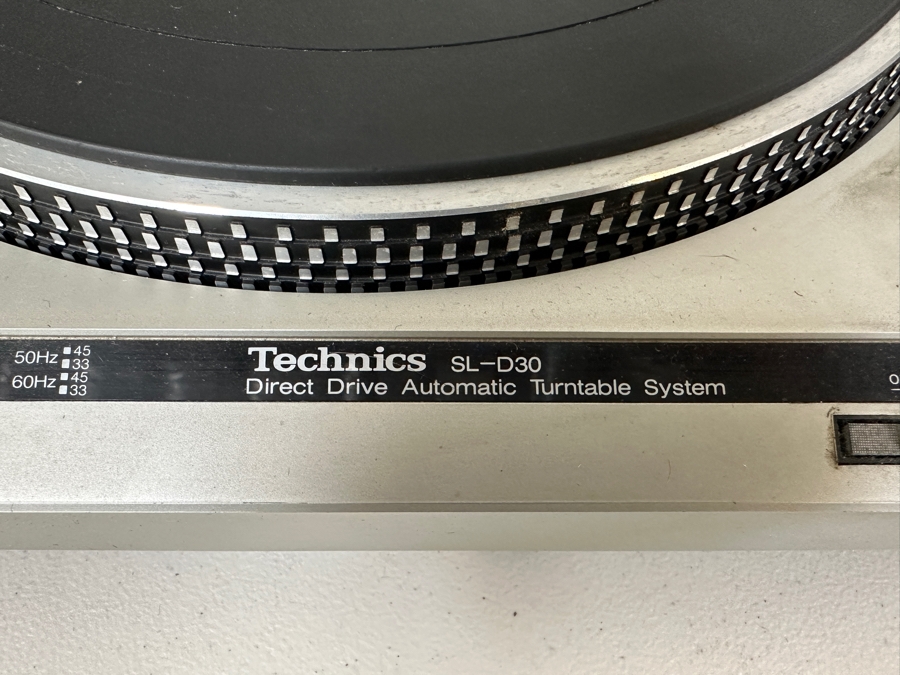 50Hz 45
33
60Hz 45
33
Technics SL-D30
Direct Drive Automatic Turntable System